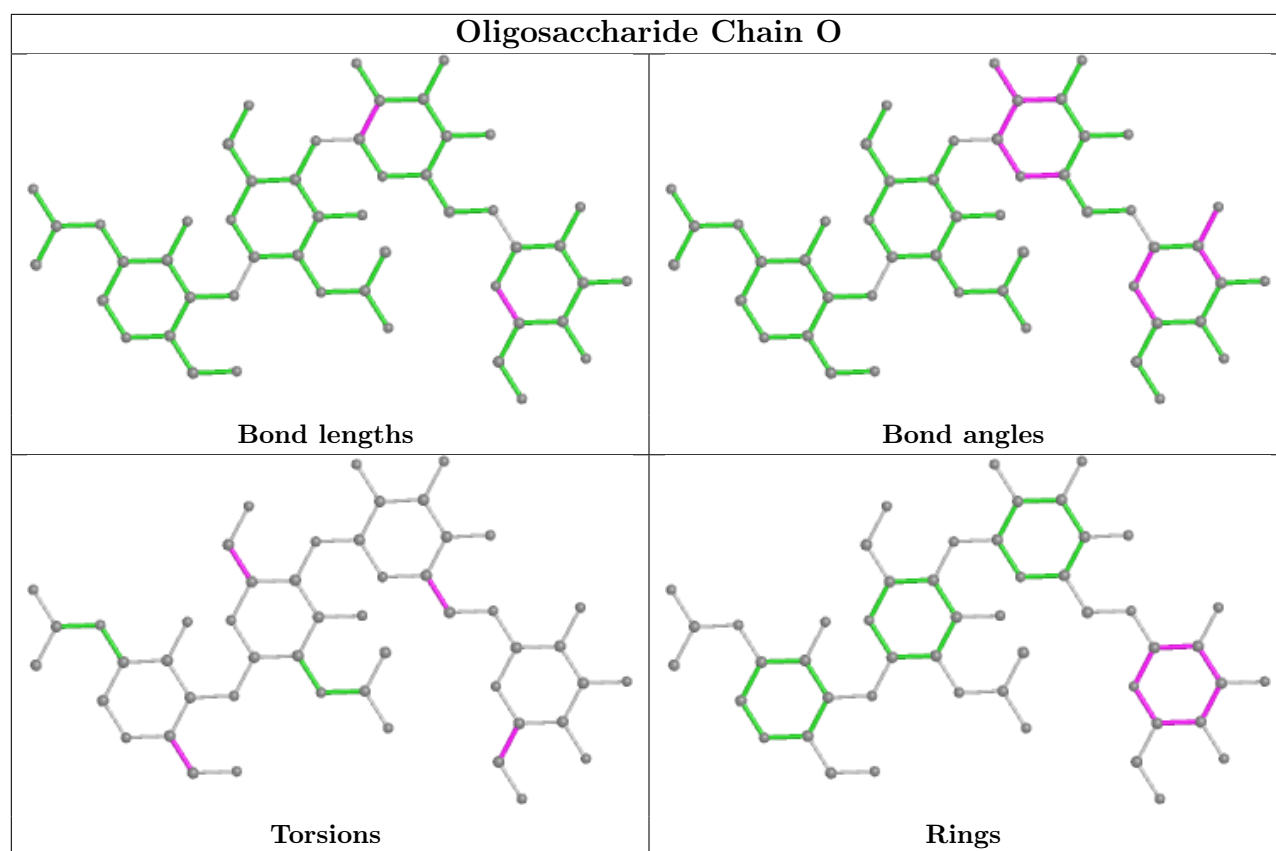 Oligosaccharide Chain O
Bond lengths
Bond angles
Torsions
Rings